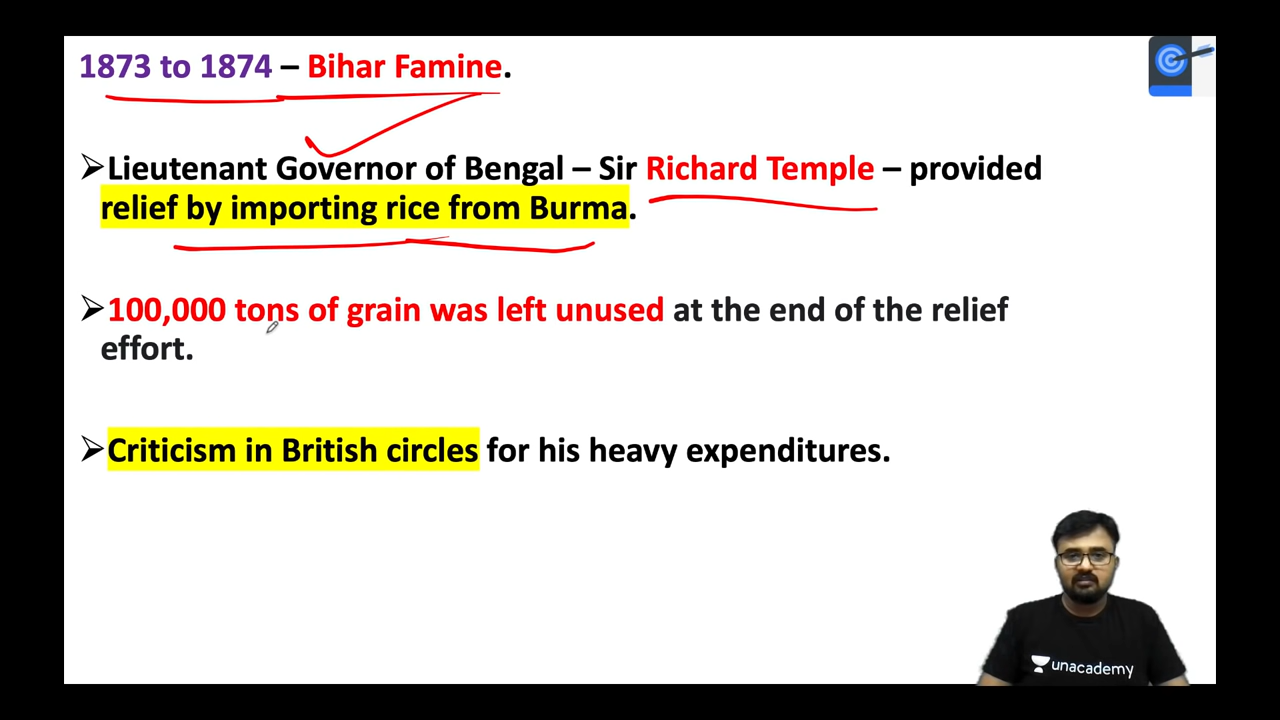 1873 to 1874 – Bihar Famine.
➢Lieutenant Governor of Bengal – Sir Richard Temple – provided
relief by importing rice from Burma.
➢100,000 tons of grain was left unused at the end of the relief
effort.
➢Criticism in British circles for his heavy expenditures.
unacademy